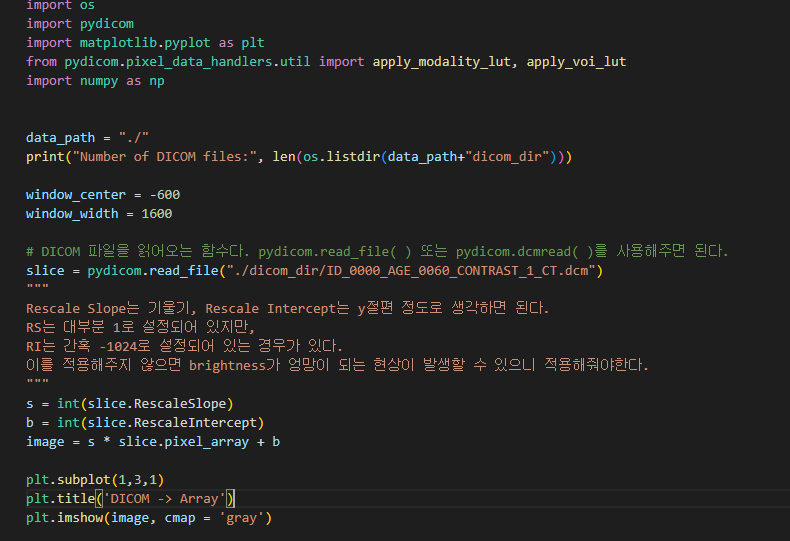 import os
import pydicom
import matplotlib.pyplot as plt
from pydicom.pixel_data_handlers.util import apply_modality_lut, apply_voi_lut
import numpy as np
data_path = "./"
print("Number of DICOM files:", len(os.listdir(data_path+"dicom_dir")))
window_center = -600
window_width = 1600
# DICOM 파일을 읽어오는 함수다. pydicom.read_file( ) 또는 pydicom.dcmread( )를 사용해주면 된다.
slice = pydicom.read_file("./dicom_dir/ID_0000_AGE_0060_CONTRAST_1_CT.dcm")
"""
Rescale Slope는 기울기, Rescale Intercept는 y절편 정도로 생각하면 된다.
RS는 대부분 1로 설정되어 있지만,
RI는 간혹 -1024로 설정되어 있는 경우가 있다.
이를 적용해주지 않으면 brightness가 엉망이 되는 현상이 발생할 수 있으니 적용해줘야한다.
"""
s = int(slice.RescaleSlope)
b = int(slice.RescaleIntercept)
image = s * slice.pixel_array + b
plt.subplot(1,3,1)
plt.title('DICOM -> Array')
plt.imshow(image, cmap = 'gray')